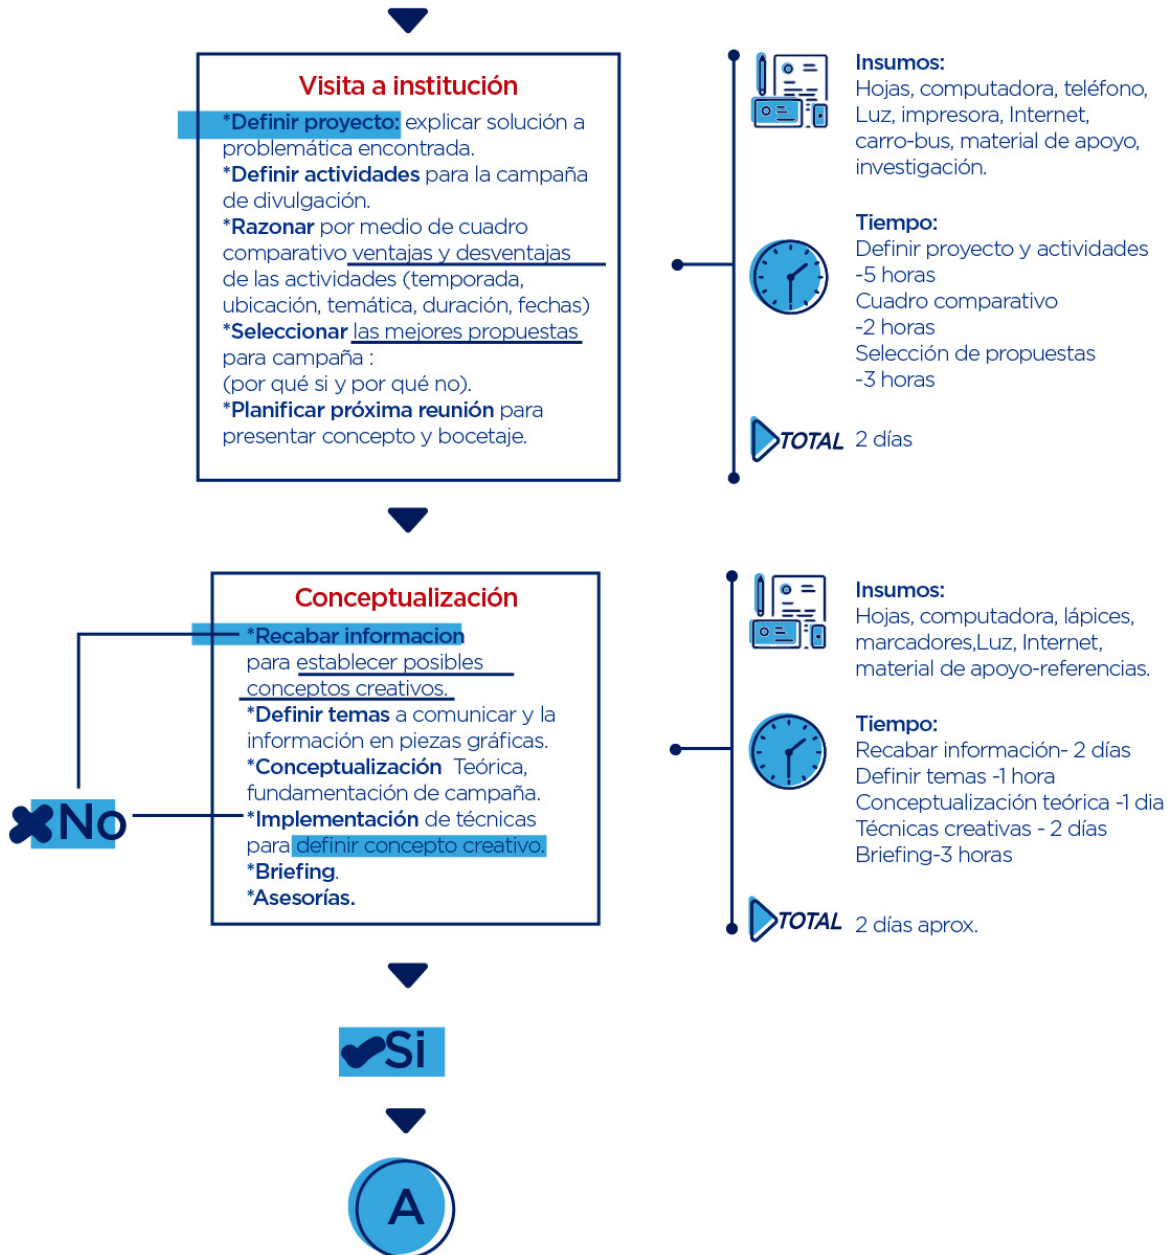 Visita a institución
*Definir proyecto: explicar solución a
problemática encontrada.
*Definir actividades para la campaña
de divulgación.
*Razonar por medio de cuadro
comparativo ventajas y desventajas
de las actividades (temporada,
ubicación, temática, duración, fechas)
*Seleccionar las mejores propuestas
para campaña :
(por qué si y por qué no).
*Planificar próxima reunión para
presentar concepto y bocetaje.
Insumos:
Hojas, computadora, teléfono,
Luz, impresora, Internet,
carro-bus, material de apoyo,
investigación.
Tiempo:
Definir proyecto y actividades
-5 horas
Cuadro comparativo
-2 horas
Selección de propuestas
-3 horas
TOTAL 2 días
Conceptualización
*Recabar informacion
para establecer posibles
conceptos creativos.
*Definir temas a comunicar y la
información en piezas gráficas.
*Conceptualización Teórica,
fundamentación de campaña.
*Implementación de técnicas
para definir concepto creativo.
*Briefing.
*Asesorías.
No
Insumos:
Hojas, computadora, lápices,
marcadores,Luz, Internet,
material de apoyo-referencias.
Tiempo:
Recabar información- 2 días
Definir temas -1 hora
Conceptualización teórica -1 dia
Técnicas creativas - 2 días
Briefing-3 horas
TOTAL 2 días aprox.
Si
A